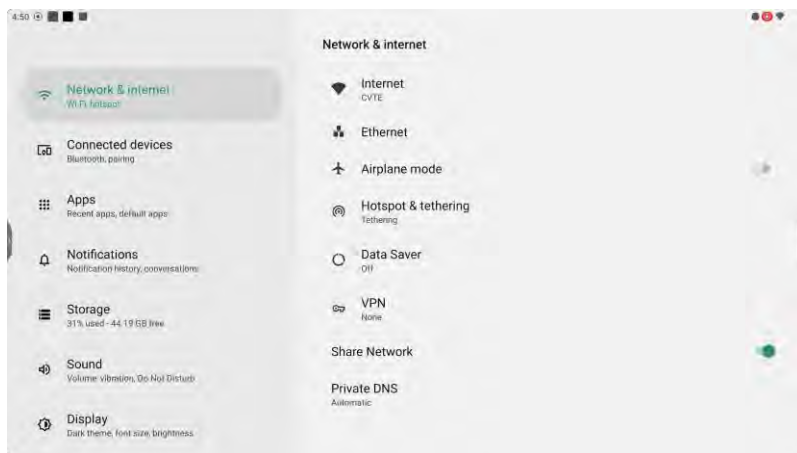 4:50
Network & internet
Network & internet
Wi-Fi, hotspot
Connected devices
Bluetooth, pairing
Apps
Recent apps, default apps
Notifications
Notification history, conversations
Storage
31% used - 44.19 GB free
Sound
Volume, vibration, Do Not Disturb
Display
Dark theme, font size, brightness
Internet
CVTE
Ethernet
Airplane mode
Hotspot & tethering
Tethering
Data Saver
Off
VPN
None
Share Network
Private DNS
Automatic